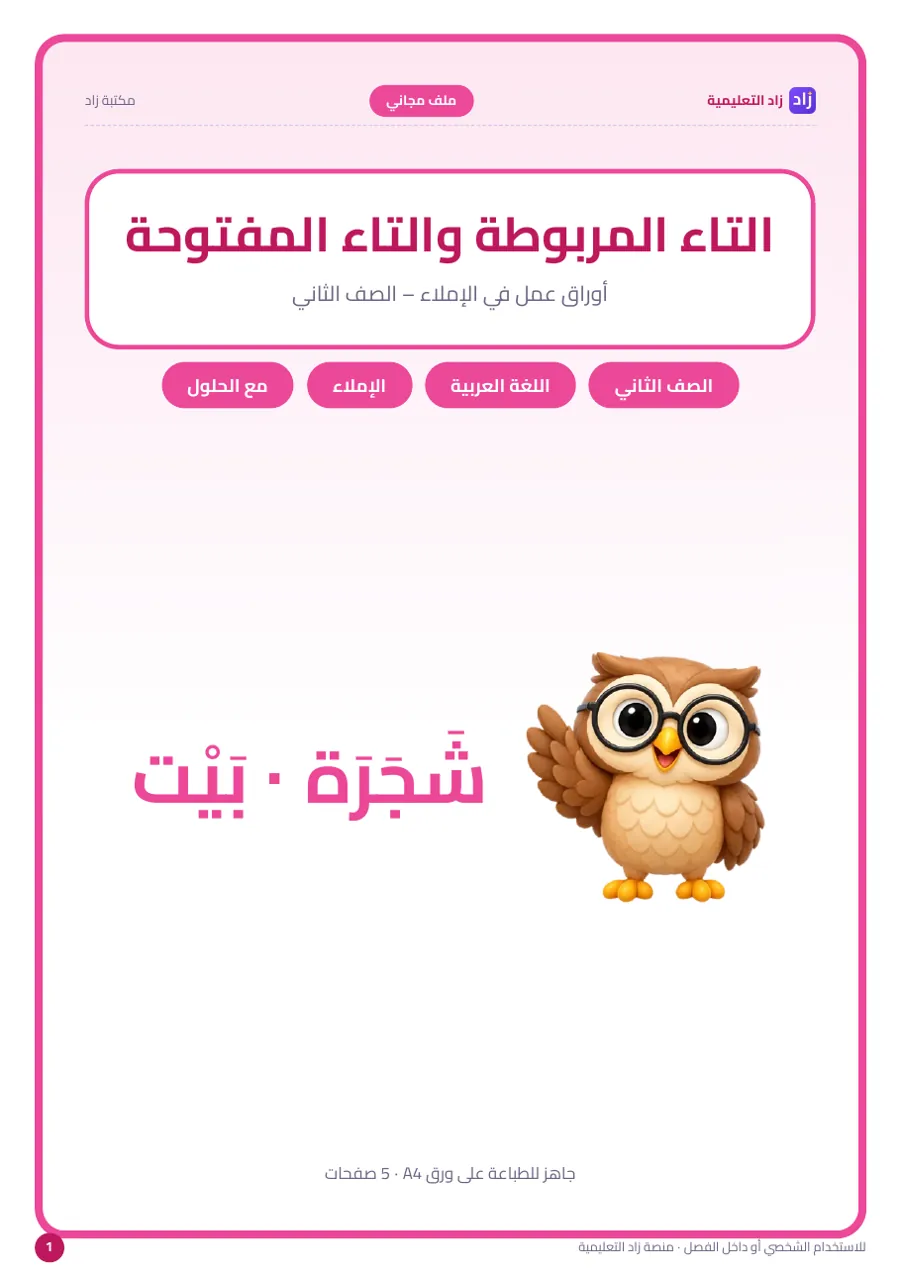 زاد زاد التعليمية
ملف مجاني
مكتبة زاد
التاء المربوطة والتاء المفتوحة
أوراق عمل في الإملاء – الصف الثاني
الصف الثاني
اللغة العربية
الإملاء
مع الحلول
شَجَرَة · بَيْت
جاهز للطباعة على ورق A4 · 5 صفحات
للاستخدام الشخصي أو داخل الفصل · منصة زاد التعليمية
1